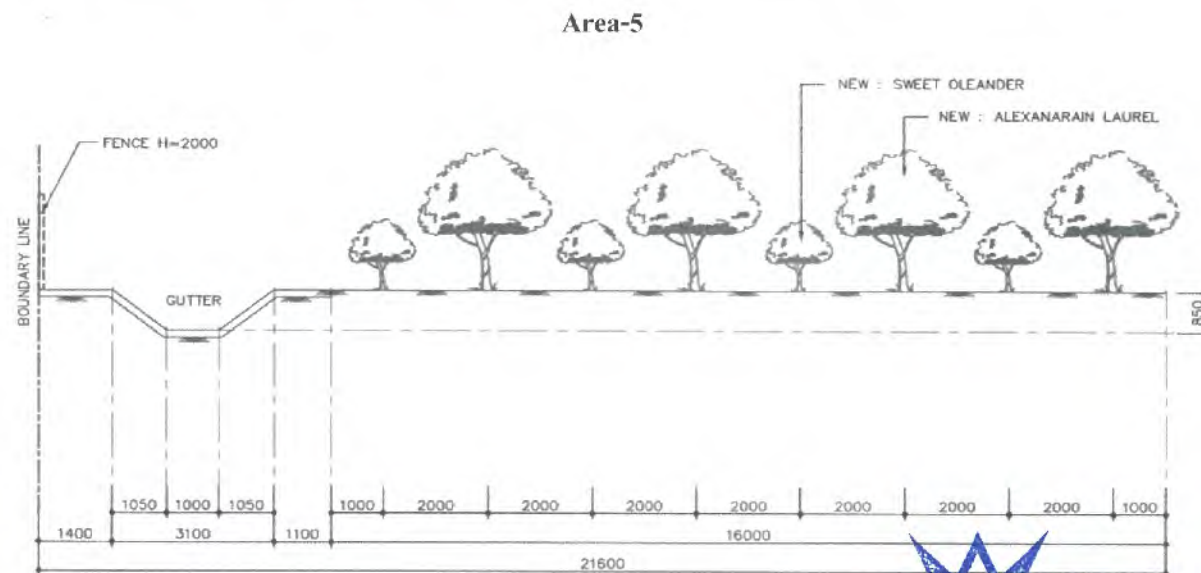 Area-5
NEW : SWEET OLEANDER
NEW : ALEXANARAIN LAUREL
FENCE H=2000
BOUNDARY LINE
GUTTER
850
1050 1000 1050 1000 2000 2000 2000 2000 2000 2000 2000 1000
1400 3100 1100 16000
21600